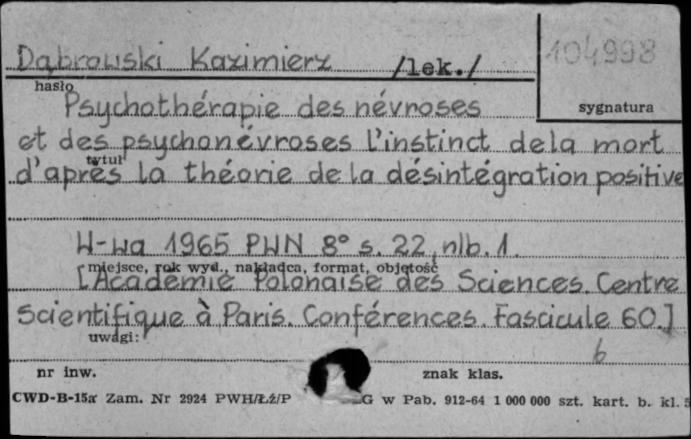 Dąbrowski Kazimierz /lek./
104998
hasło
sygnatura
Psychothérapie des névroses
et des psychonévroses l'instinct de la mort
tytuł
d'après la théorie de la désintégration positive
W-wa 1965 PWN 8° s. 22, nlb. 1.
miejsce, rok wyd., nakładca, format, objętość
[Académie Polonaise des Sciences. Centre
Scientifique à Paris. Conférences. Fascicule 60.]
uwagi:
6
nr inw.
znak klas.
CWD-B-15a Zam. Nr 2924 PWH/Łż/P G w Pab. 912-64 1 000 000 szt. kart. b. kl. 5